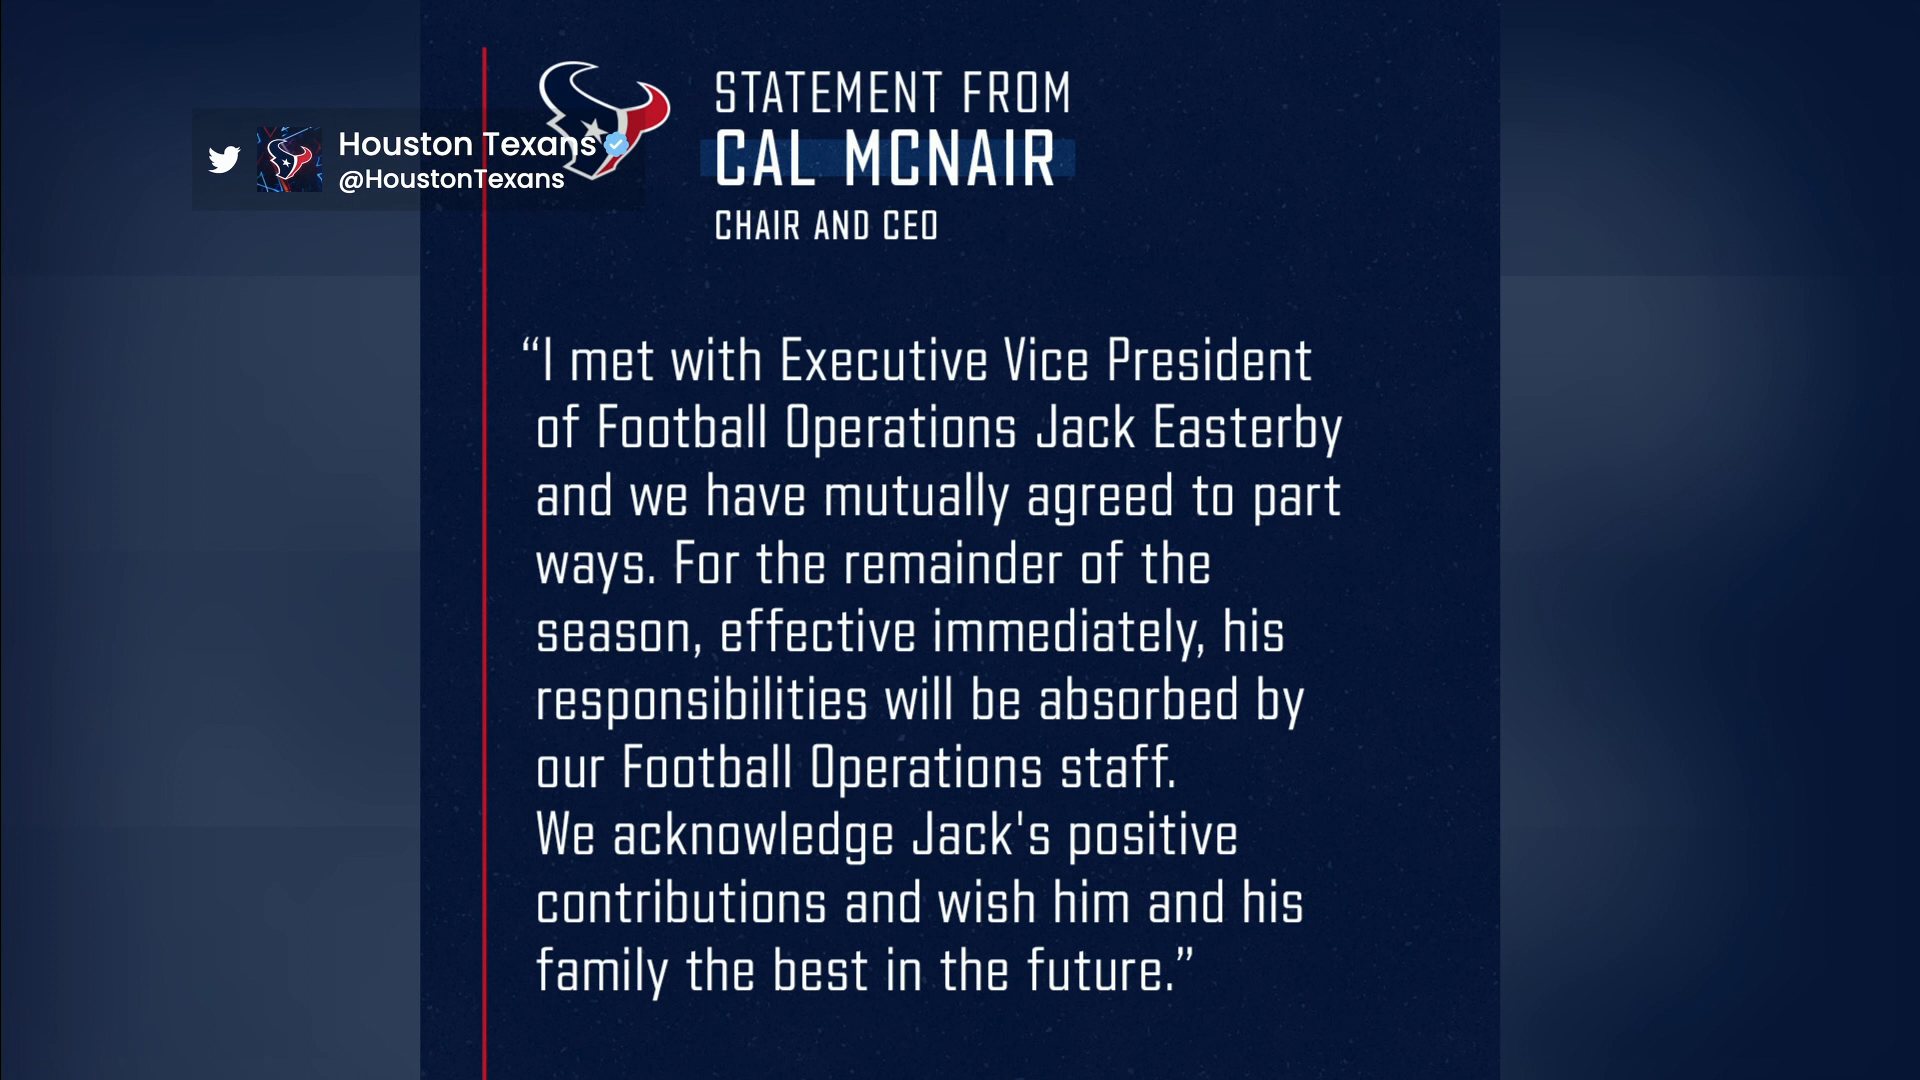 STATEMENT FROM
CAL MCNAIR
CHAIR AND CEO
Houston Texans
@HoustonTexans
“I met with Executive Vice President
of Football Operations Jack Easterby
and we have mutually agreed to part
ways. For the remainder of the
season, effective immediately, his
responsibilities will be absorbed by
our Football Operations staff.
We acknowledge Jack's positive
contributions and wish him and his
family the best in the future.”